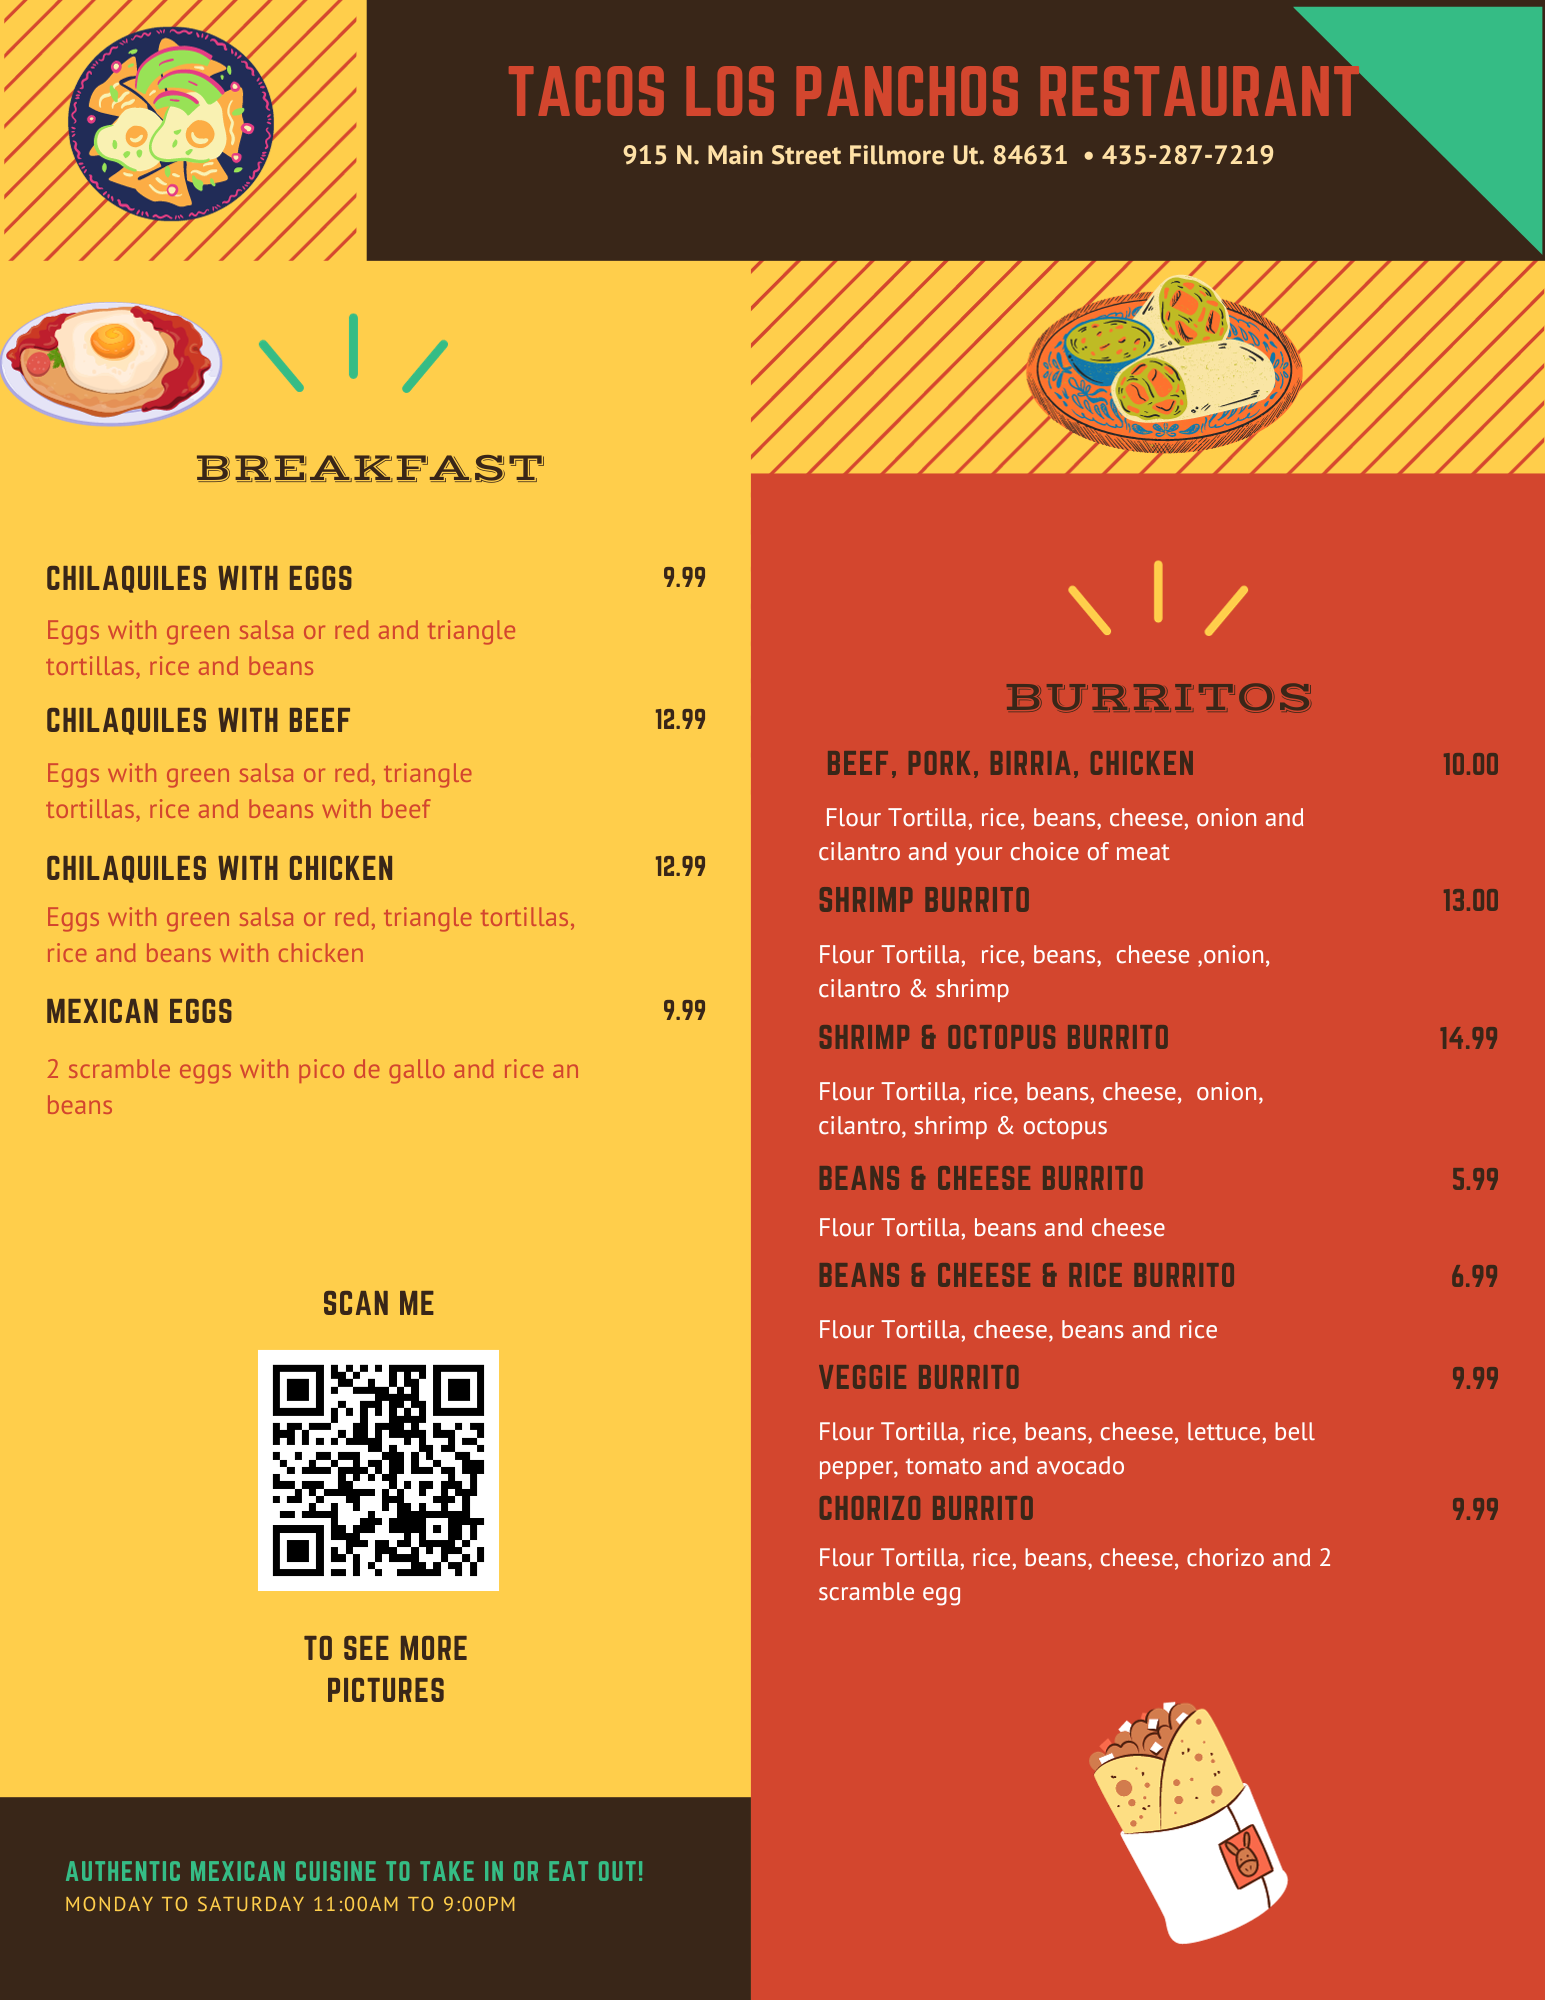 TACOS LOS PANCHOS RESTAURANT
915 N. Main Street Fillmore Ut. 84631 • 435-287-7219
BREAKFAST
CHILAQUILES WITH EGGS 9.99
Eggs with green salsa or red and triangle
tortillas, rice and beans
CHILAQUILES WITH BEEF 12.99
Eggs with green salsa or red, triangle
tortillas, rice and beans with beef
CHILAQUILES WITH CHICKEN 12.99
Eggs with green salsa or red, triangle tortillas,
rice and beans with chicken
MEXICAN EGGS 9.99
2 scramble eggs with pico de gallo and rice an
beans
SCAN ME
TO SEE MORE
PICTURES
AUTHENTIC MEXICAN CUISINE TO TAKE IN OR EAT OUT!
MONDAY TO SATURDAY 11:00AM TO 9:00PM
BURRITOS
BEEF, PORK, BIRRIA, CHICKEN 10.00
Flour Tortilla, rice, beans, cheese, onion and
cilantro and your choice of meat
SHRIMP BURRITO 13.00
Flour Tortilla,  rice, beans,  cheese ,onion,
cilantro & shrimp
SHRIMP & OCTOPUS BURRITO 14.99
Flour Tortilla, rice, beans, cheese,  onion,
cilantro, shrimp & octopus
BEANS & CHEESE BURRITO 5.99
Flour Tortilla, beans and cheese
BEANS & CHEESE & RICE BURRITO 6.99
Flour Tortilla, cheese, beans and rice
VEGGIE BURRITO 9.99
Flour Tortilla, rice, beans, cheese, lettuce, bell
pepper, tomato and avocado
CHORIZO BURRITO 9.99
Flour Tortilla, rice, beans, cheese, chorizo and 2
scramble egg